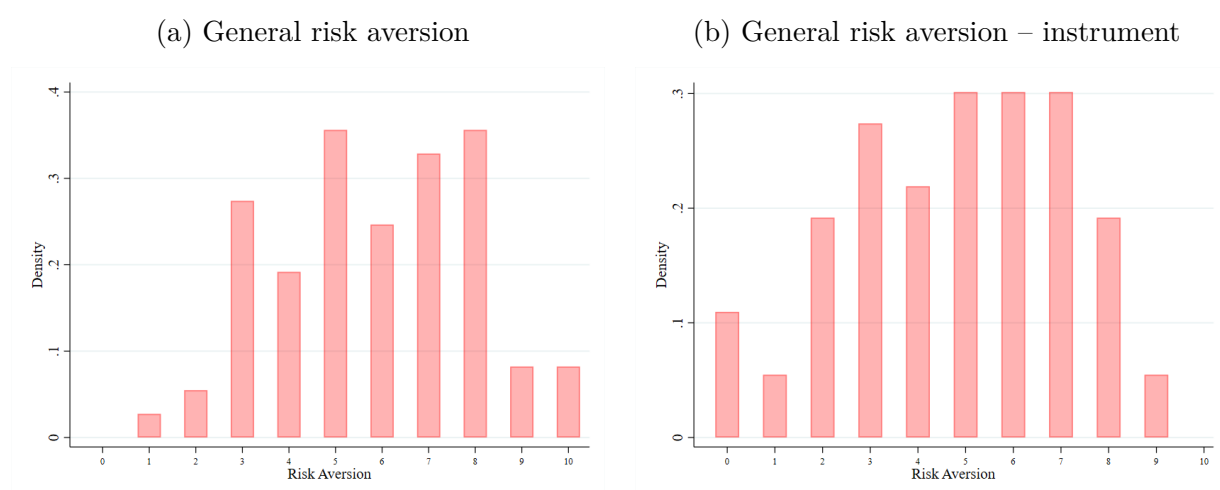 (a) General risk aversion
.4
.3
.2
.1
0
Density
0 1 2 3 4 5 6 7 8 9 10
Risk Aversion
(b) General risk aversion – instrument
.3
.2
.1
0
Density
0 1 2 3 4 5 6 7 8 9 10
Risk Aversion